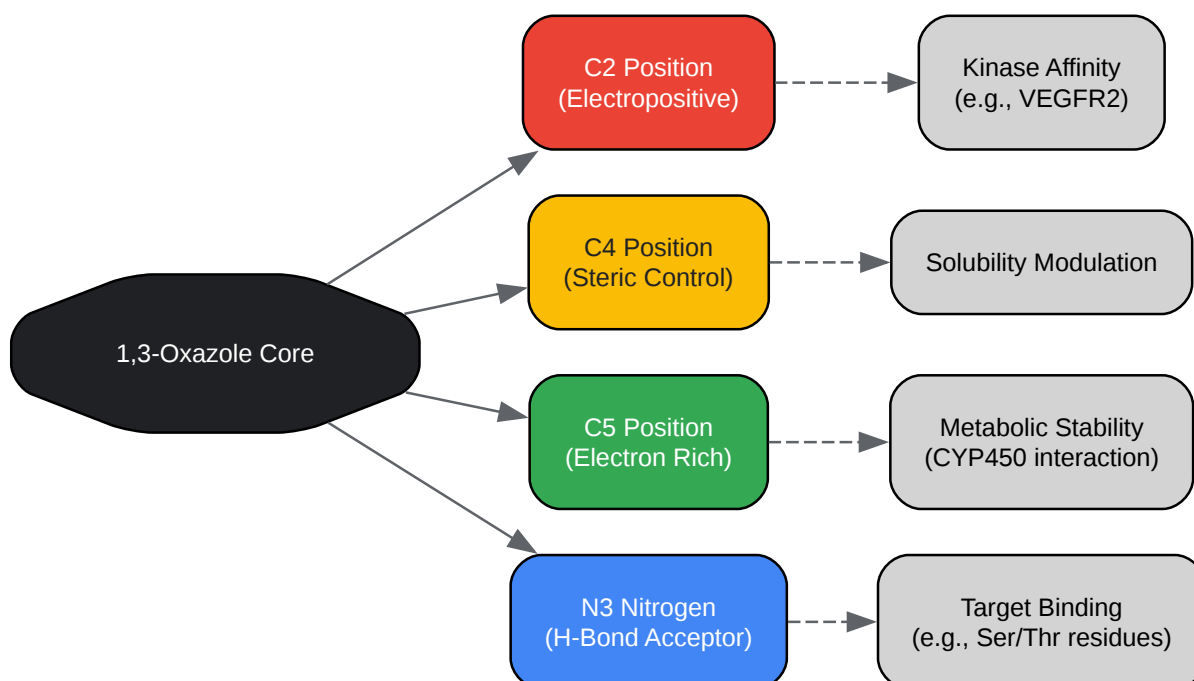 C2 Position
(Electropositive)
Kinase Affinity
(e.g., VEGFR2)
C4 Position
(Steric Control)
Solubility Modulation
1,3-Oxazole Core
C5 Position
(Electron Rich)
Metabolic Stability
(CYP450 interaction)
N3 Nitrogen
(H-Bond Acceptor)
Target Binding
(e.g., Ser/Thr residues)